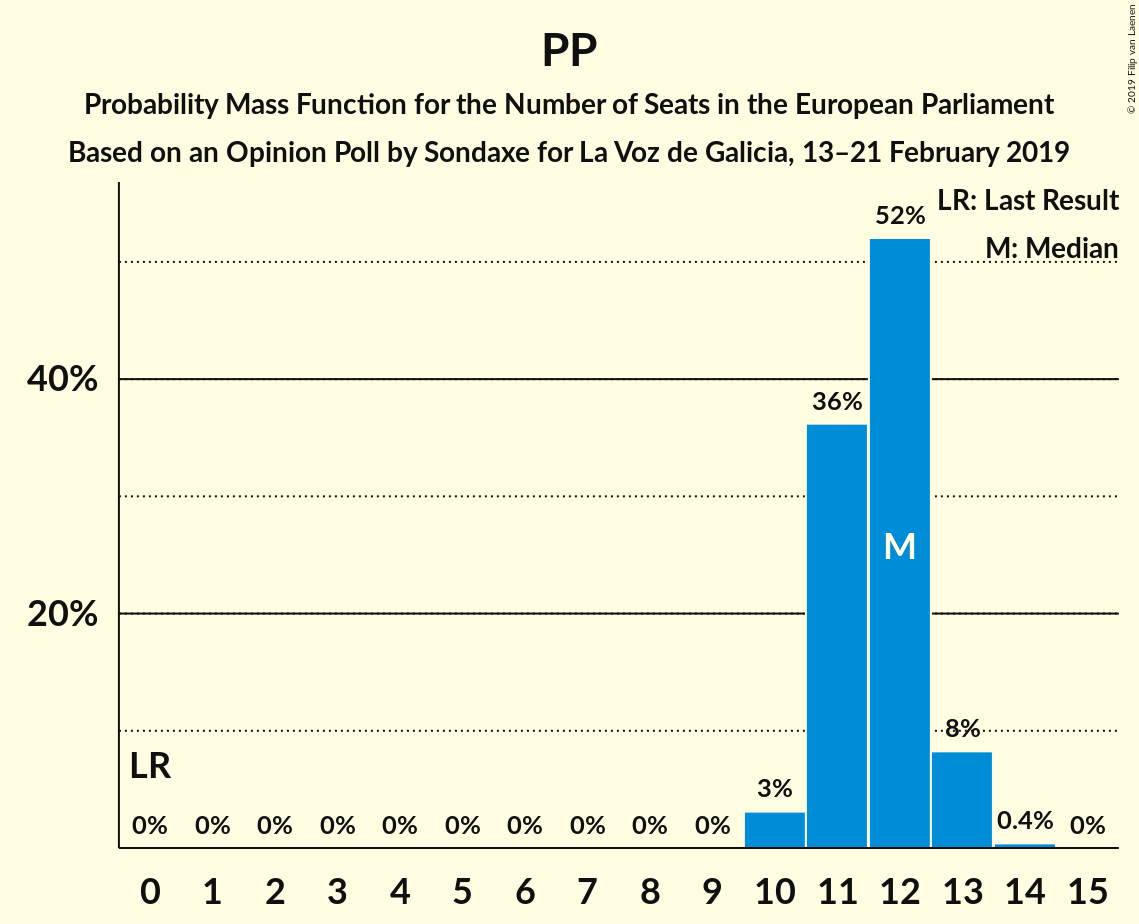 PP
Probability Mass Function for the Number of Seats in the European Parliament
Based on an Opinion Poll by Sondaxe for La Voz de Galicia, 13–21 February 2019
© 2019 Filip van Laenen
LR: Last Result
M: Median
52%
40%
36%
M
20%
8%
LR
3%
0% 0% 0% 0% 0% 0% 0% 0% 0% 0% 0.4% 0%
0 1 2 3 4 5 6 7 8 9 10 11 12 13 14 15